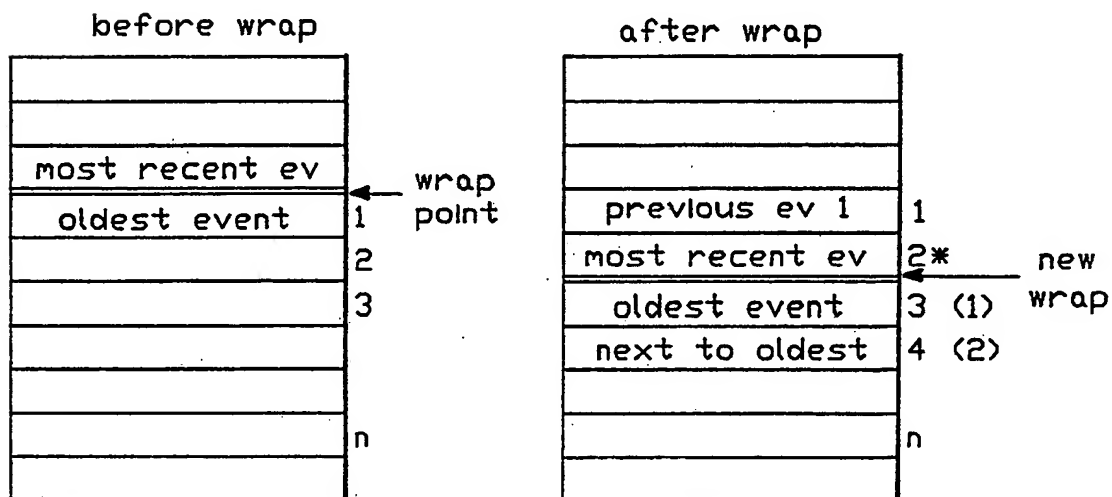 before wrap
most recent ev
oldest event
1
2
3
n
wrap
point
after wrap
previous ev 1
1
most recent ev
2*
oldest event
3 (1)
next to oldest
4 (2)
n
new
wrap